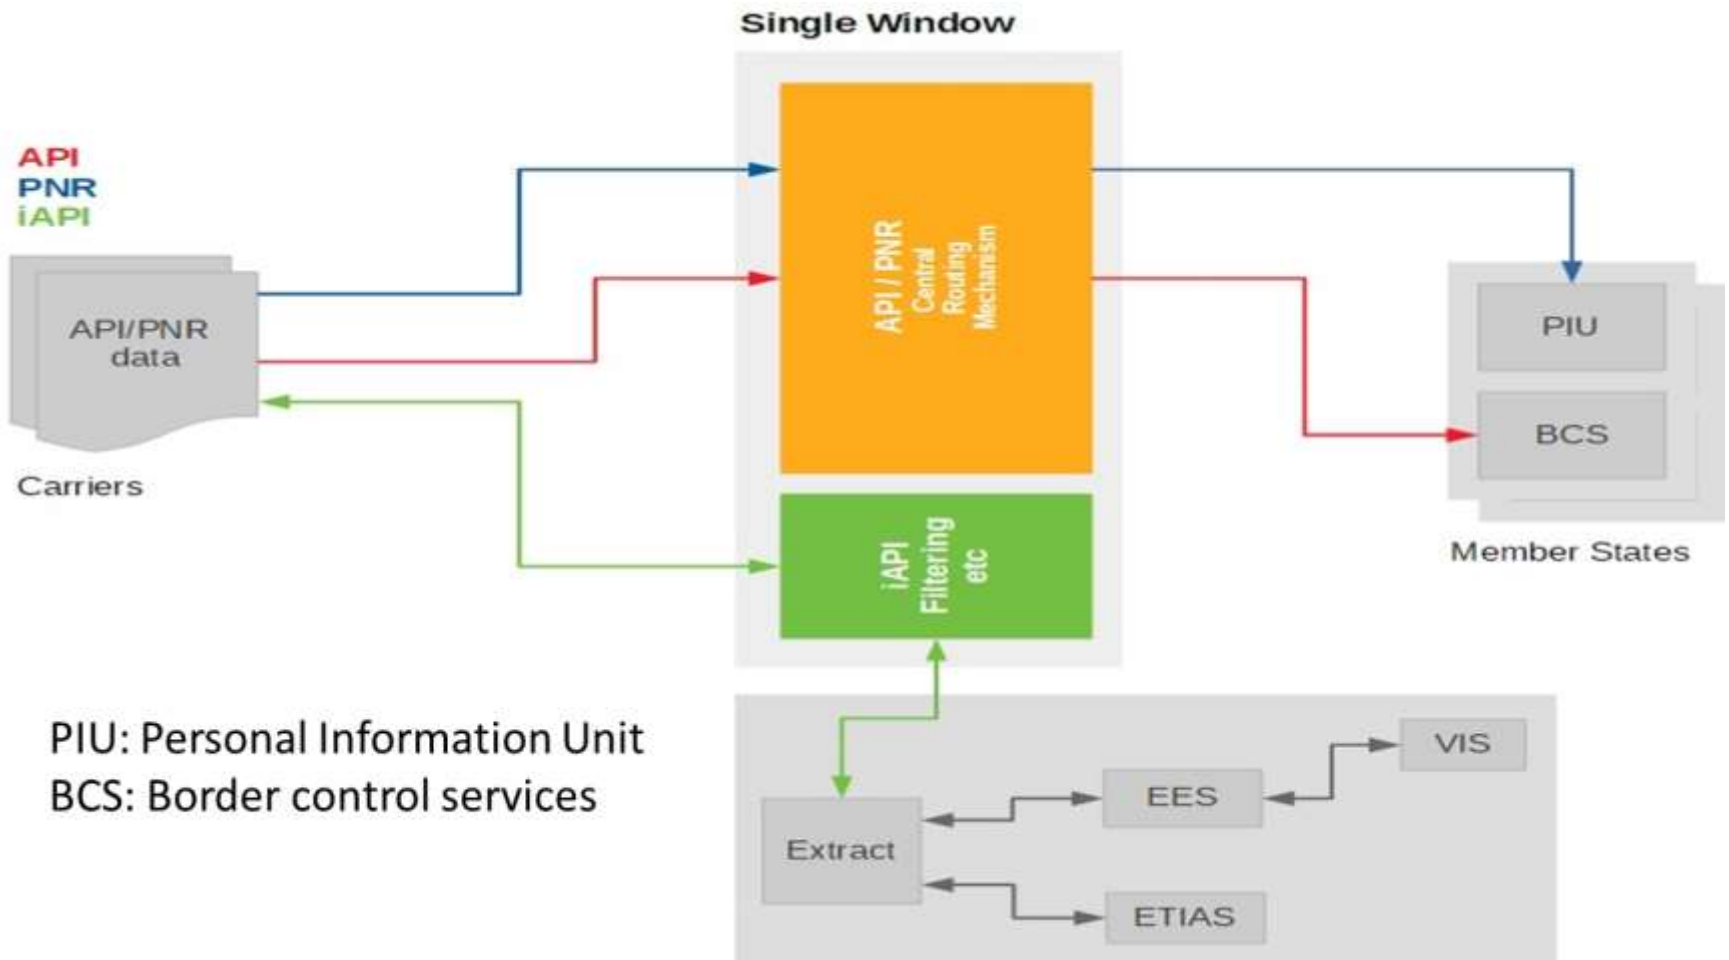 Single Window
API
PNR
iAPI
API/PNR
data
Carriers
API / PNR
Central
Routing
Mechanism
iAPI
Filtering
etc
PIU
BCS
Member States
PIU: Personal Information Unit
BCS: Border control services
Extract
EES
VIS
ETIAS